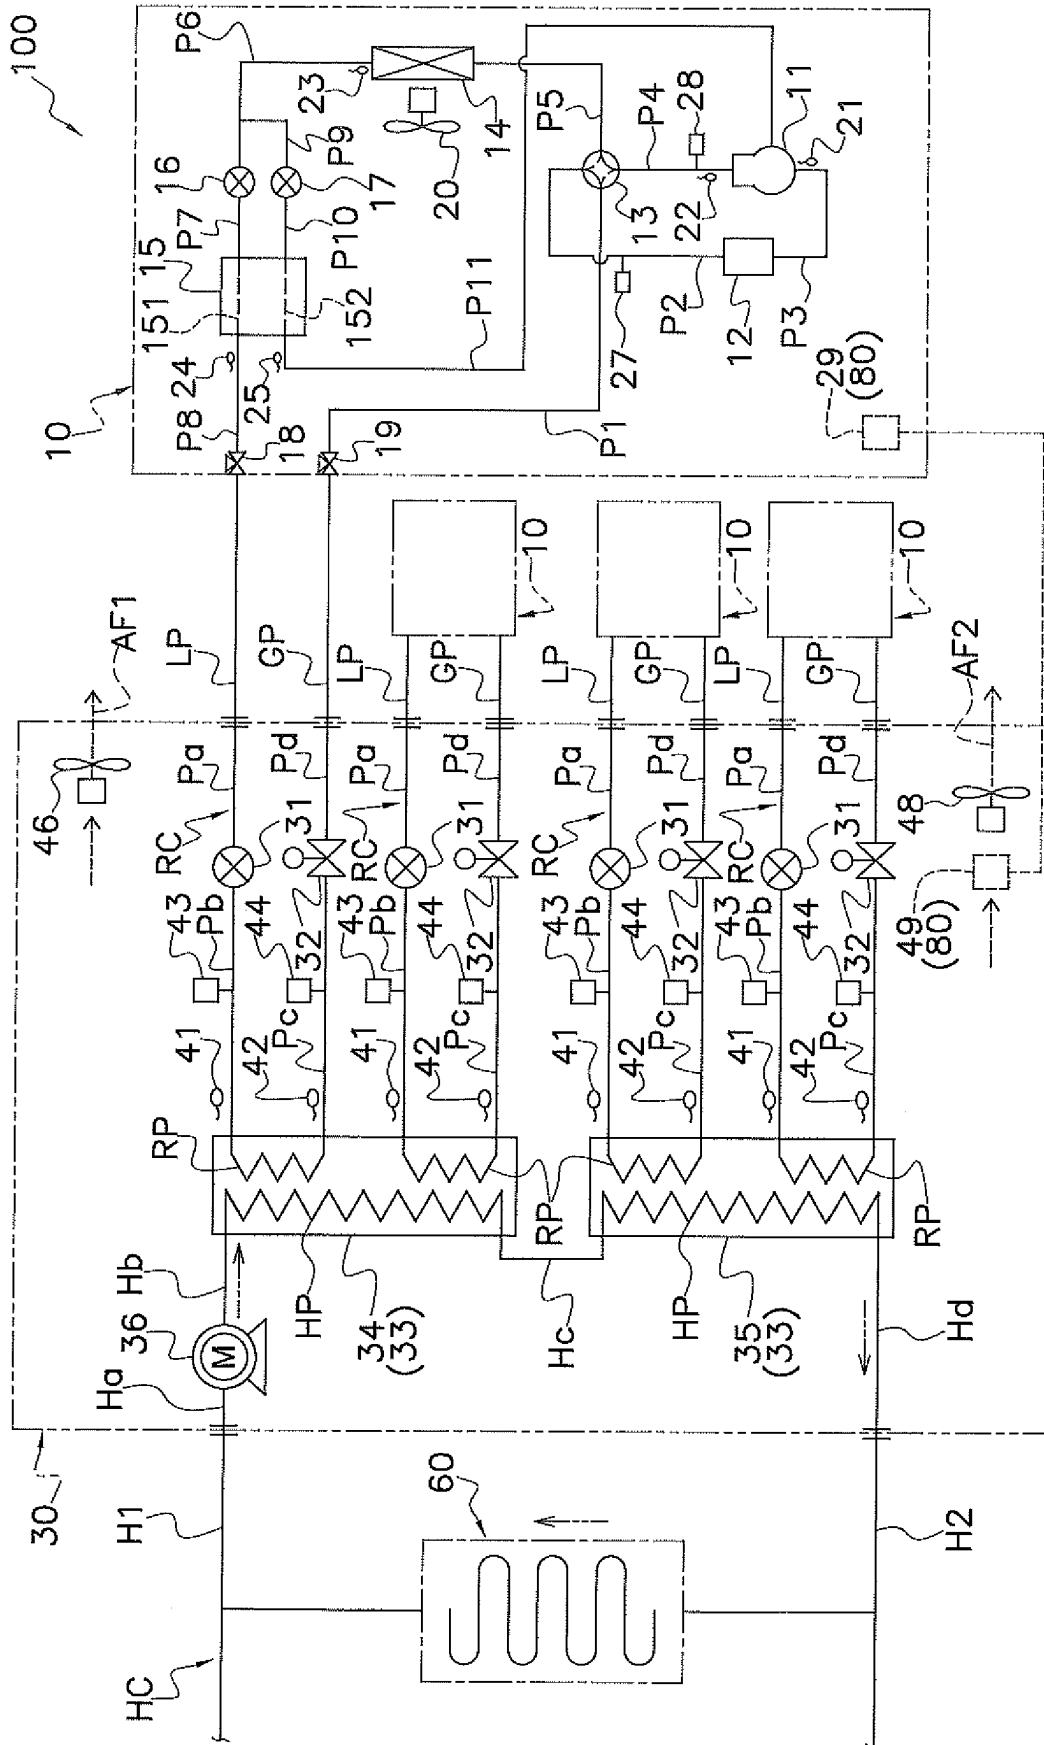 100
10
P6
16
P7
15
151
24
P8
18
23
P9
17
P10
152
25
19
20
14
P11
P5
P4
28
13
22
11
21
27
P2
12
P3
P1
29
(80)
AF1
LP
GP
10
LP
GP
10
LP
GP
10
LP
GP
AF2
46
Pa
RC
31
Pd
Pa
RC
31
Pd
Pa
RC
31
Pd
Pa
RC
31
Pd
48
43
Pb
44
32
43
Pb
44
32
43
Pb
44
32
43
Pb
44
32
49
(80)
41
42
Pc
41
42
Pc
41
42
Pc
41
42
Pc
RP
RP
RP
Hb
36
M
Ha
HP
34
(33)
Hc
HP
35
(33)
Hd
30
H1
60
H2
HC